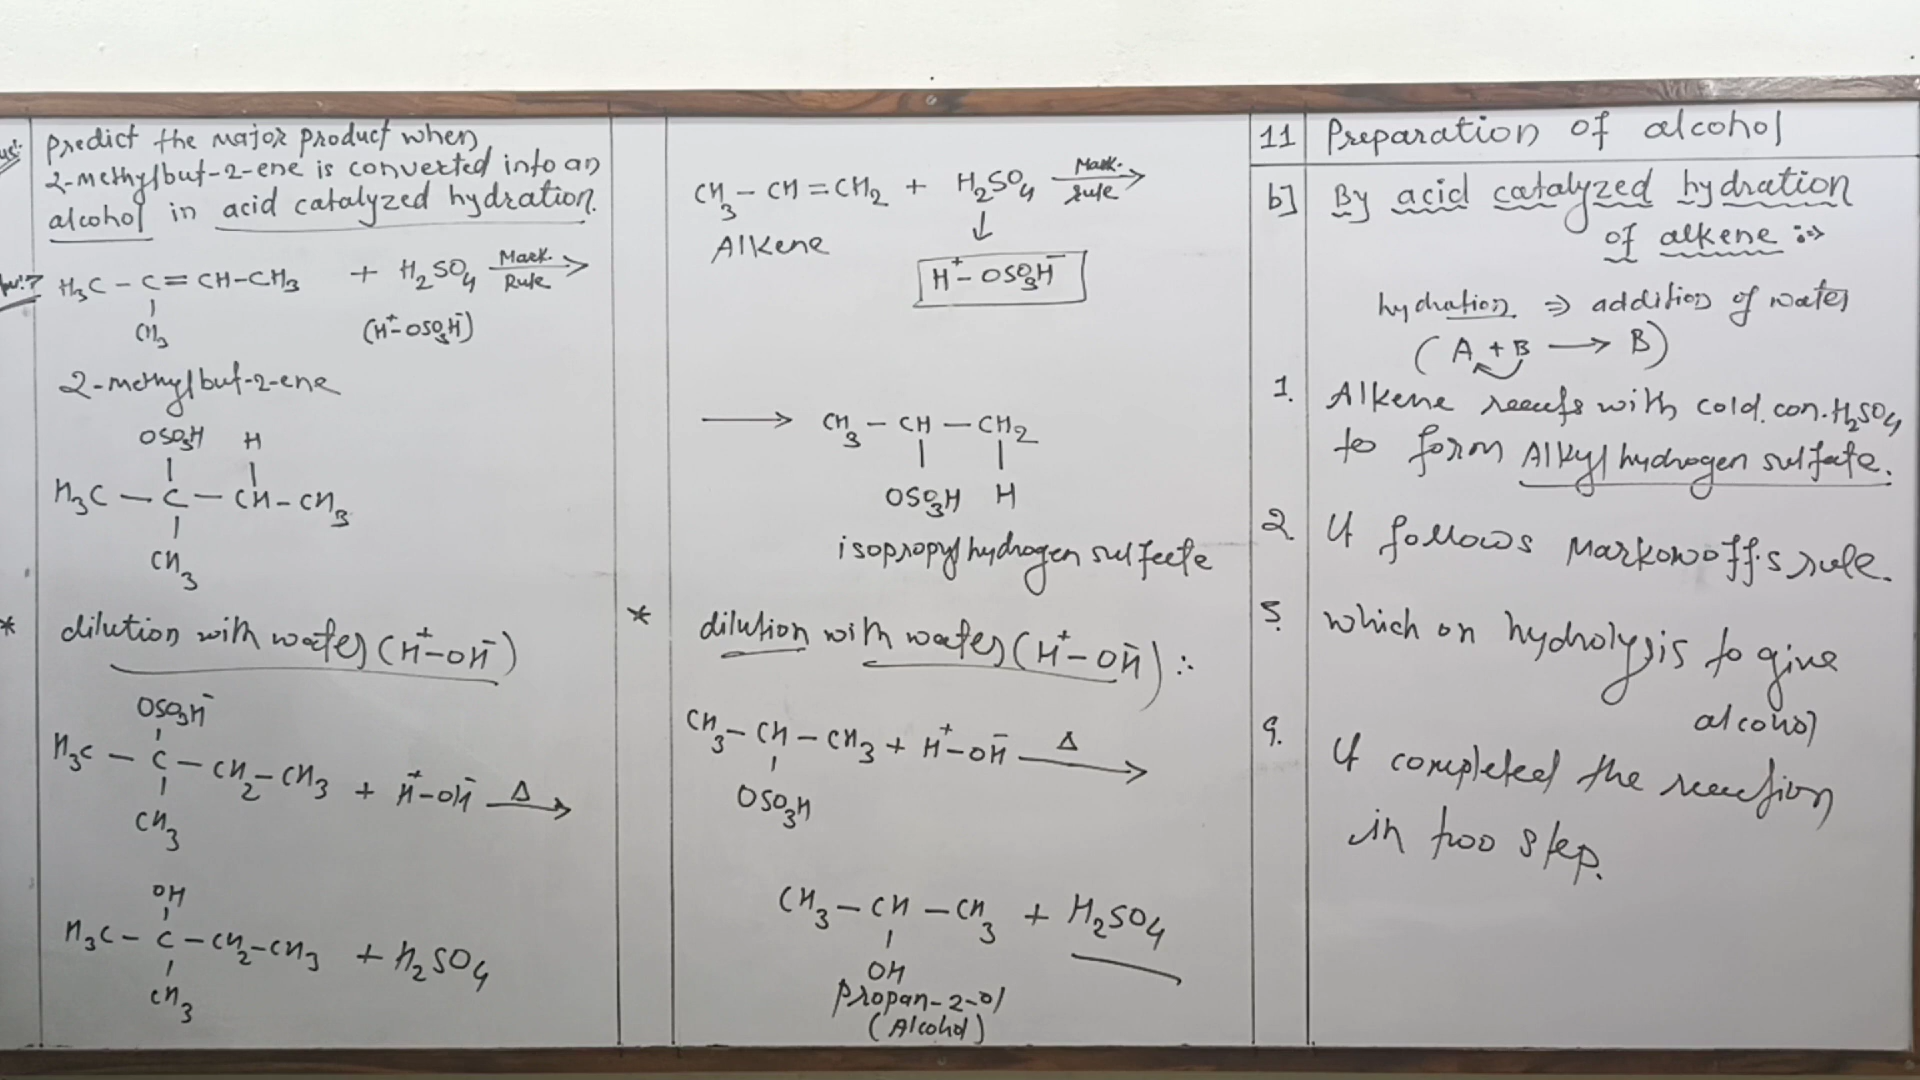 Predict the major product when
2-methylbut-2-ene is converted into an
alcohol in acid catalyzed hydration.
H3C – C = CH–CH3 + H2SO4 Mark. Rule →
CH3 (H⁺–OSO3H⁻)
2-methylbut-2-ene
OSO3H H
H3C – C – CH – CH3
CH3
* dilution with water (H⁺–OH⁻)
OSO3H⁻
H3C – C – CH2–CH3 + H⁺–OH⁻ Δ →
CH3
OH
H3C – C – CH2–CH3 + H2SO4
CH3
CH3 – CH = CH2 + H2SO4 Mark. rule →
Alkene ↓
H⁺–OSO3H⁻
→ CH3 – CH – CH2
OSO3H H
isopropyl hydrogen sulfate
* dilution with water (H⁺–OH⁻) :
CH3 – CH – CH3 + H⁺–OH⁻ Δ →
OSO3H
CH3 – CH – CH3 + H2SO4
OH
Propan-2-ol
(Alcohol)
11 Preparation of alcohol
b] By acid catalyzed hydration
of alkene :⇒
hydration ⇒ addition of water
(A + B → B)
1. Alkene reacts with cold. con. H2SO4
to form Alkyl hydrogen sulfate.
2. It follows Markowoff's rule.
3. which on hydrolysis to give
alcohol
4. It completed the reaction
in two step.